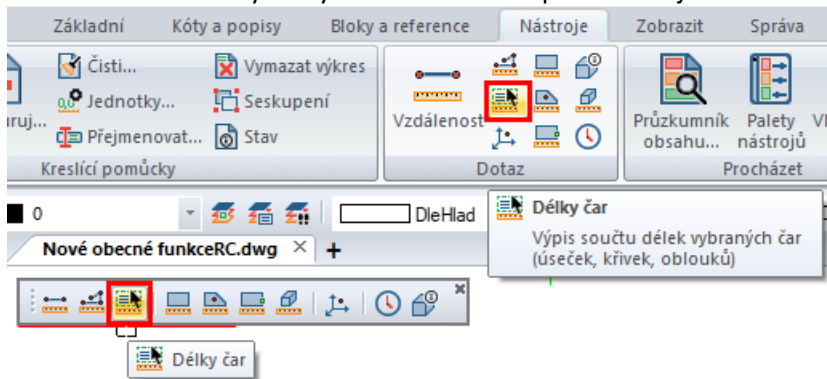 Základní Kóty a popisy Bloky a reference Nástroje Zobrazit Správa
Čisti... Vymazat výkres
Jednotky... Seskupení
Přejmenovat... Stav
Vzdálenost
Průzkumník obsahu...
Palety nástrojů
Kreslící pomůcky Dotaz Procházet
0 DleHlad
Délky čar
Výpis součtu délek vybraných čar
(úseček, křivek, oblouků)
Nové obecné funkceRC.dwg × +
Délky čar